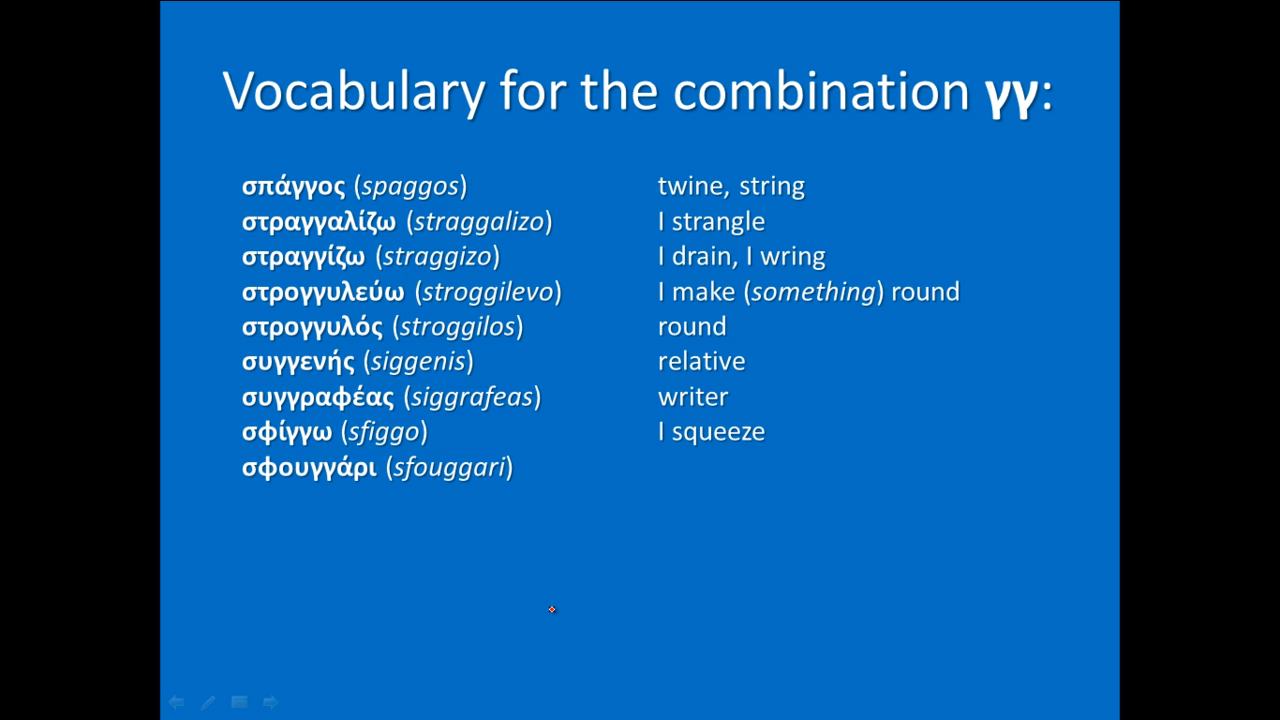 Vocabulary for the combination γγ:
σπάγγος (spaggos) twine, string
στραγγαλίζω (straggalizo) I strangle
στραγγίζω (straggizo) I drain, I wring
στρογγυλεύω (stroggilevo) I make (something) round
στρογγυλός (stroggilos) round
συγγενής (siggenis) relative
συγγραφέας (siggrafeas) writer
σφίγγω (sfiggo) I squeeze
σφουγγάρι (sfouggari)